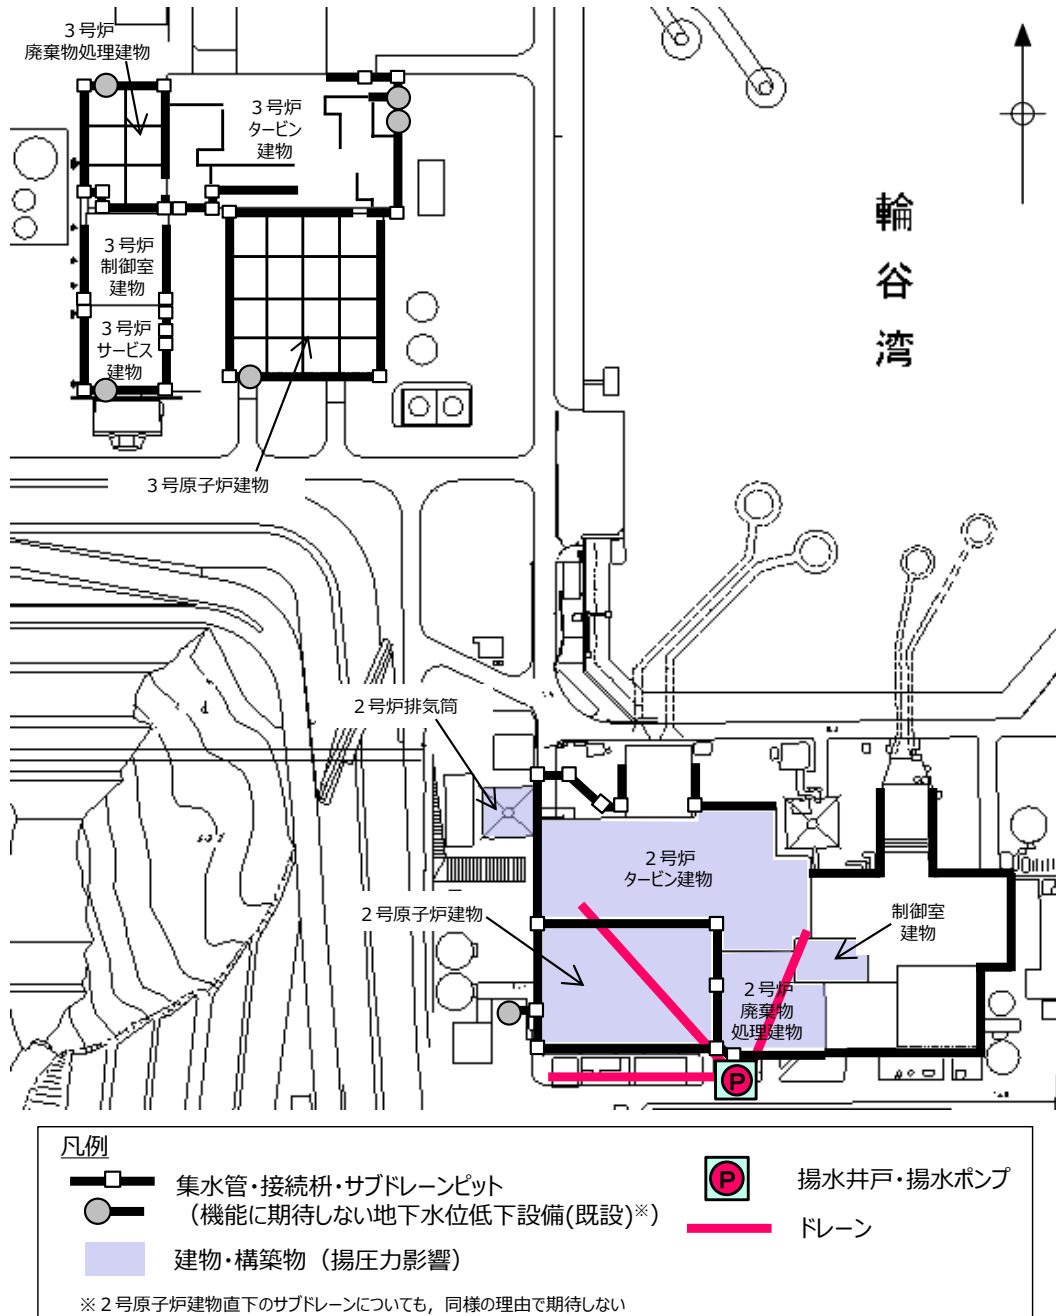 ３号炉
廃棄物処理建物
３号炉
タービン
建物
輪
谷
湾
３号炉
制御室
建物
３号炉
サービス
建物
３号原子炉建物
２号炉排気筒
２号炉
タービン建物
２号原子炉建物
制御室
建物
２号炉
廃棄物
処理建物
P
凡例
集水管・接続枡・サブドレーンピット
（機能に期待しない地下水位低下設備(既設)※）
P
揚水井戸・揚水ポンプ
ドレーン
建物・構築物（揚圧力影響）
※２号原子炉建物直下のサブドレーンについても，同様の理由で期待しない